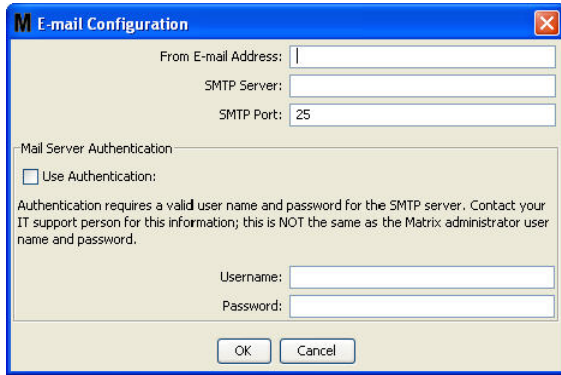 M E-mail Configuration
From E-mail Address:
SMTP Server:
SMTP Port: 25
Mail Server Authentication
Use Authentication:
Authentication requires a valid user name and password for the SMTP server. Contact your
IT support person for this information; this is NOT the same as the Matrix administrator user
name and password.
Username:
Password:
OK Cancel